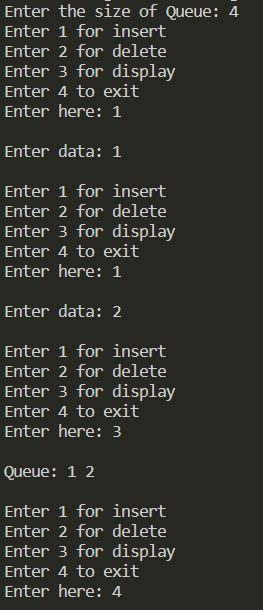 Enter the size of Queue: 4
Enter 1 for insert
Enter 2 for delete
Enter 3 for display
Enter 4 to exit
Enter here: 1
Enter data: 1
Enter 1 for insert
Enter 2 for delete
Enter 3 for display
Enter 4 to exit
Enter here: 1
Enter data: 2
Enter 1 for insert
Enter 2 for delete
Enter 3 for display
Enter 4 to exit
Enter here: 3
Queue: 1 2
Enter 1 for insert
Enter 2 for delete
Enter 3 for display
Enter 4 to exit
Enter here: 4